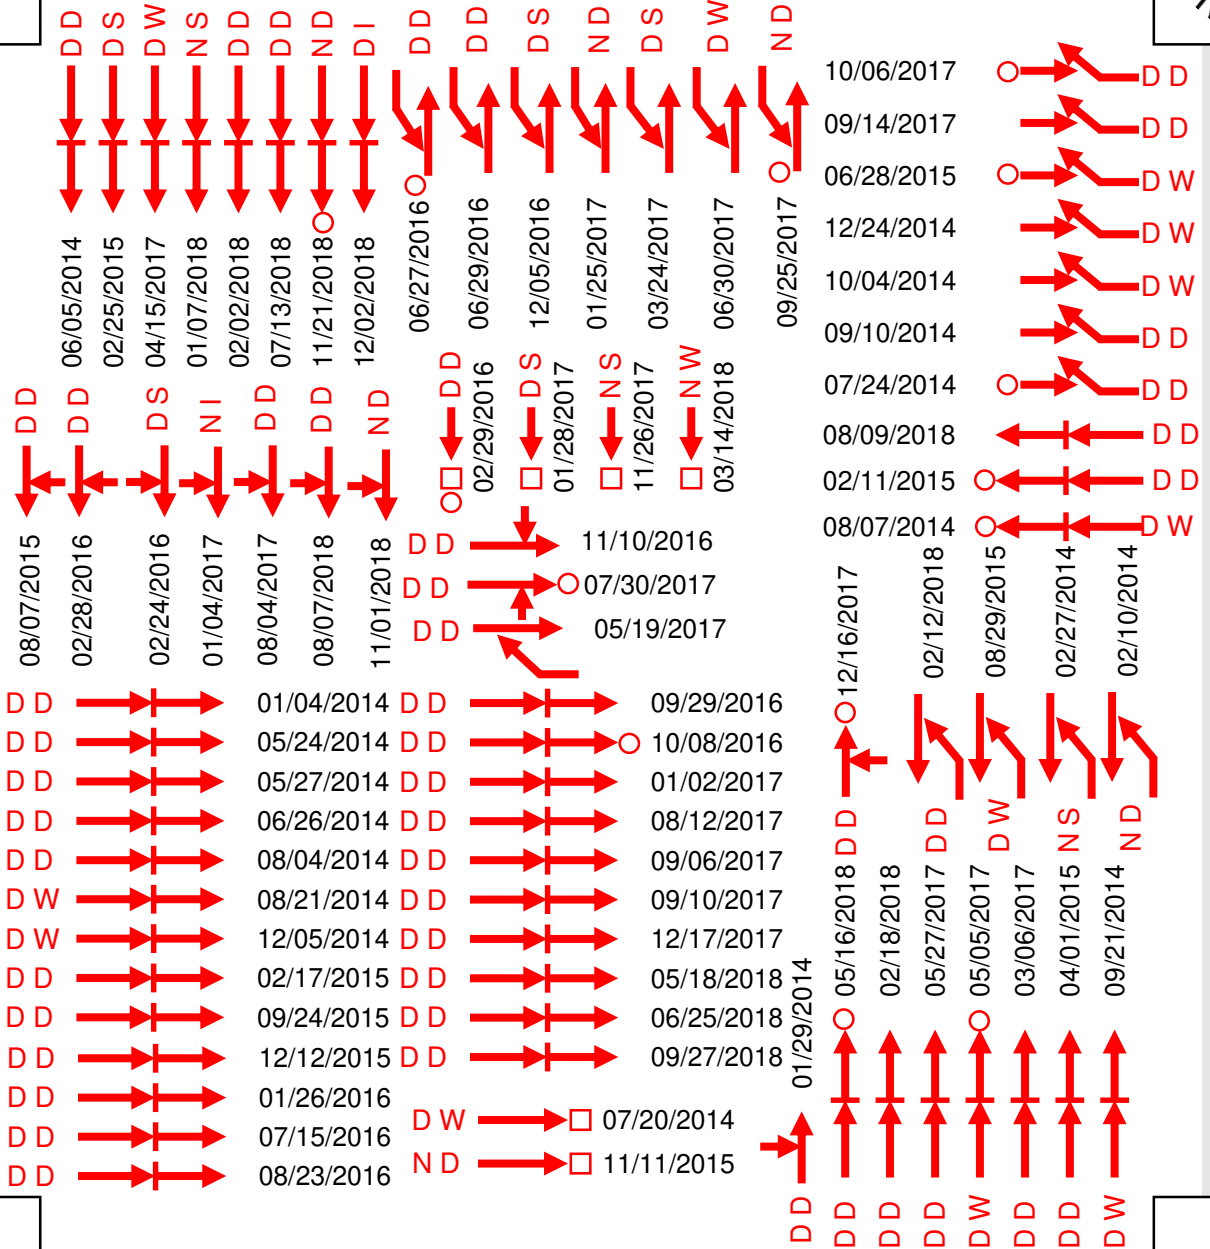 D D 06/05/2014
D S 02/25/2015
D W 04/15/2017
N S 01/07/2018
D D 02/02/2018
D D 07/13/2018
N D 11/21/2018
D I 12/02/2018
D D 06/27/2016
D D 06/29/2016
D S 12/05/2016
N D 01/25/2017
D S 03/24/2017
D W 06/30/2017
N D 09/25/2017
10/06/2017 D D
09/14/2017 D D
06/28/2015 D W
12/24/2014 D W
10/04/2014 D W
09/10/2014 D D
07/24/2014 D D
08/09/2018 D D
02/11/2015 D D
08/07/2014 D W
D D 08/07/2015
D D 02/28/2016
D S 02/24/2016
N I 01/04/2017
D D 08/04/2017
D D 08/07/2018
N D 11/01/2018
D D 02/29/2016
D S 01/28/2017
N S 11/26/2017
N W 03/14/2018
D D 11/10/2016
D D 07/30/2017
D D 05/19/2017
12/16/2017 D D
02/12/2018 D D
08/29/2015 D W
02/27/2014 N S
02/10/2014 N D
D D 01/04/2014
D D 05/24/2014
D D 05/27/2014
D D 06/26/2014
D D 08/04/2014
D W 08/21/2014
D W 12/05/2014
D D 02/17/2015
D D 09/24/2015
D D 12/12/2015
D D 01/26/2016
D D 07/15/2016
D D 08/23/2016
D D 09/29/2016
D D 10/08/2016
D D 01/02/2017
D D 08/12/2017
D D 09/06/2017
D D 09/10/2017
D D 12/17/2017
D D 05/18/2018
D D 06/25/2018
D D 09/27/2018
D W 07/20/2014
N D 11/11/2015
01/29/2014 D D
05/16/2018 D D
02/18/2018 D D
05/27/2017 D D
05/05/2017 D W
03/06/2017 D D
04/01/2015 D D
09/21/2014 D W